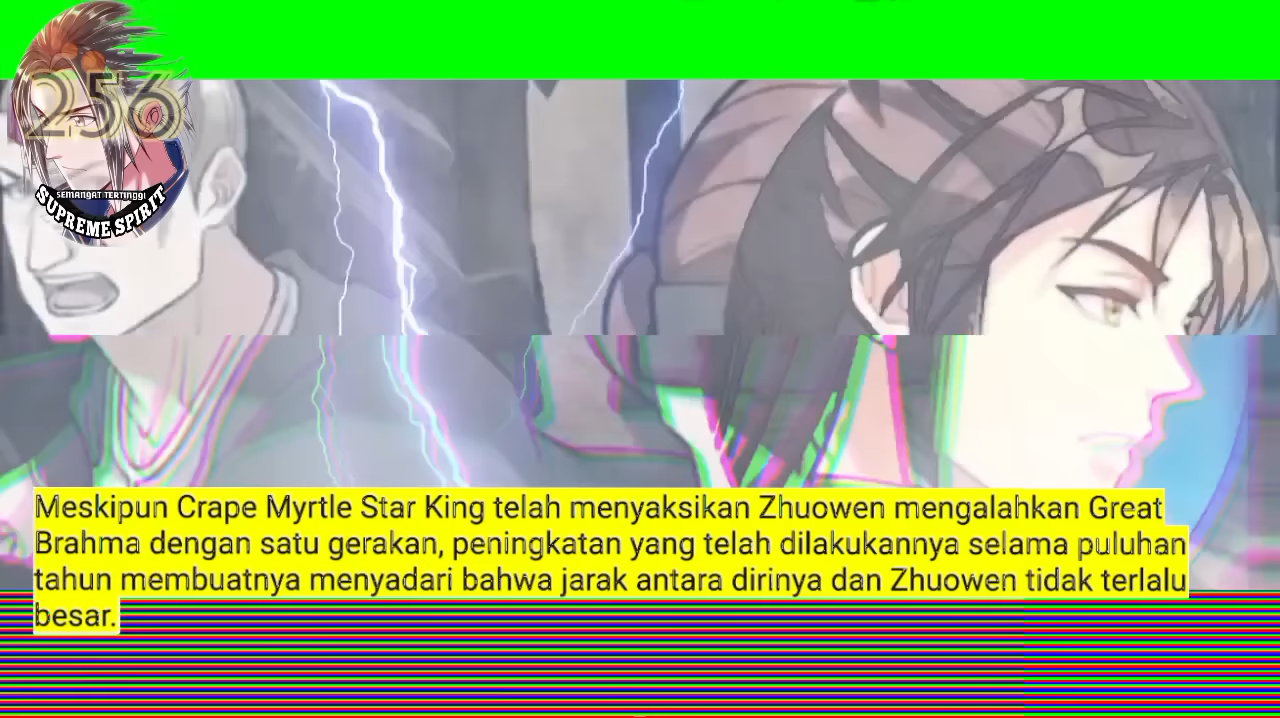 256
SEMANGAT TERTINGGI
SUPREME SPIRIT
Meskipun Crape Myrtle Star King telah menyaksikan Zhuowen mengalahkan Great
Brahma dengan satu gerakan, peningkatan yang telah dilakukannya selama puluhan
tahun membuatnya menyadari bahwa jarak antara dirinya dan Zhuowen tidak terlalu
besar.